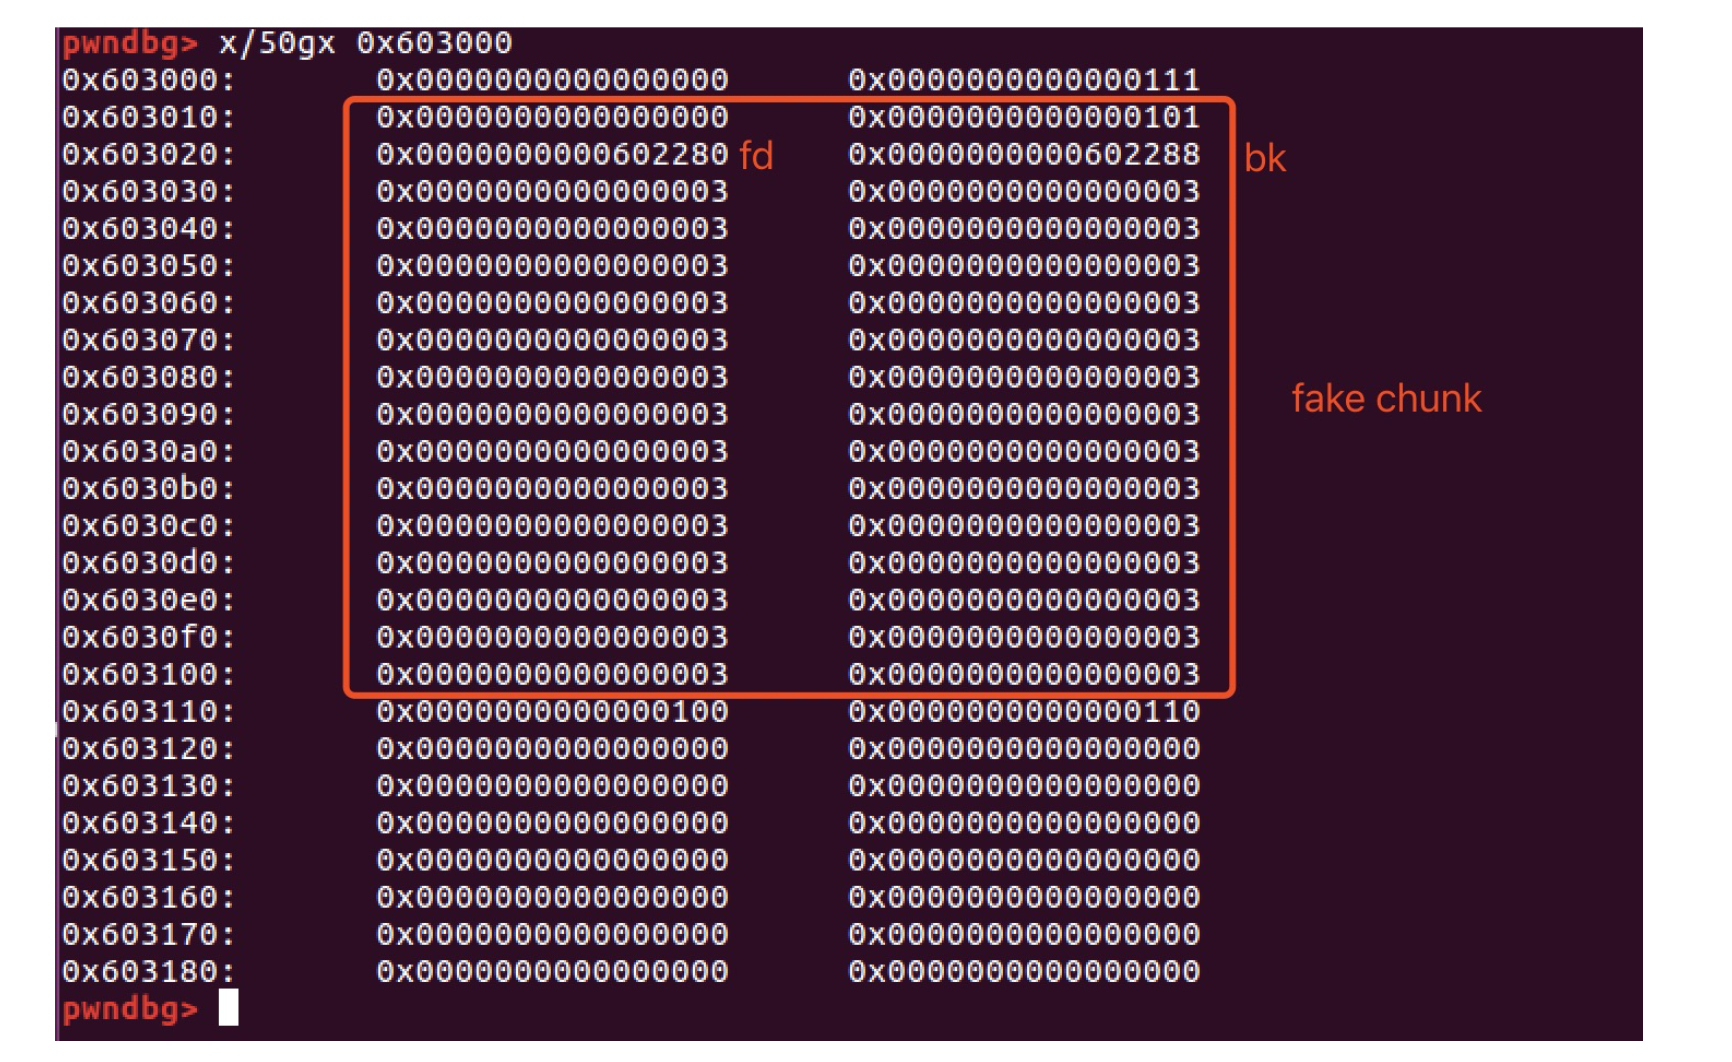 pwndbg> x/50gx 0x603000
0x603000: 0x0000000000000000 0x0000000000000111
0x603010: 0x0000000000000000 0x0000000000000101
0x603020: 0x0000000000602280 fd 0x0000000000602288 bk
0x603030: 0x0000000000000003 0x0000000000000003
0x603040: 0x0000000000000003 0x0000000000000003
0x603050: 0x0000000000000003 0x0000000000000003
0x603060: 0x0000000000000003 0x0000000000000003
0x603070: 0x0000000000000003 0x0000000000000003
0x603080: 0x0000000000000003 0x0000000000000003
0x603090: 0x0000000000000003 0x0000000000000003 fake chunk
0x6030a0: 0x0000000000000003 0x0000000000000003
0x6030b0: 0x0000000000000003 0x0000000000000003
0x6030c0: 0x0000000000000003 0x0000000000000003
0x6030d0: 0x0000000000000003 0x0000000000000003
0x6030e0: 0x0000000000000003 0x0000000000000003
0x6030f0: 0x0000000000000003 0x0000000000000003
0x603100: 0x0000000000000003 0x0000000000000003
0x603110: 0x0000000000000100 0x0000000000000110
0x603120: 0x0000000000000000 0x0000000000000000
0x603130: 0x0000000000000000 0x0000000000000000
0x603140: 0x0000000000000000 0x0000000000000000
0x603150: 0x0000000000000000 0x0000000000000000
0x603160: 0x0000000000000000 0x0000000000000000
0x603170: 0x0000000000000000 0x0000000000000000
0x603180: 0x0000000000000000 0x0000000000000000
pwndbg>